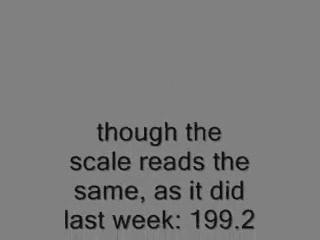 though the
scale reads the
same, as it did
last week: 199.2